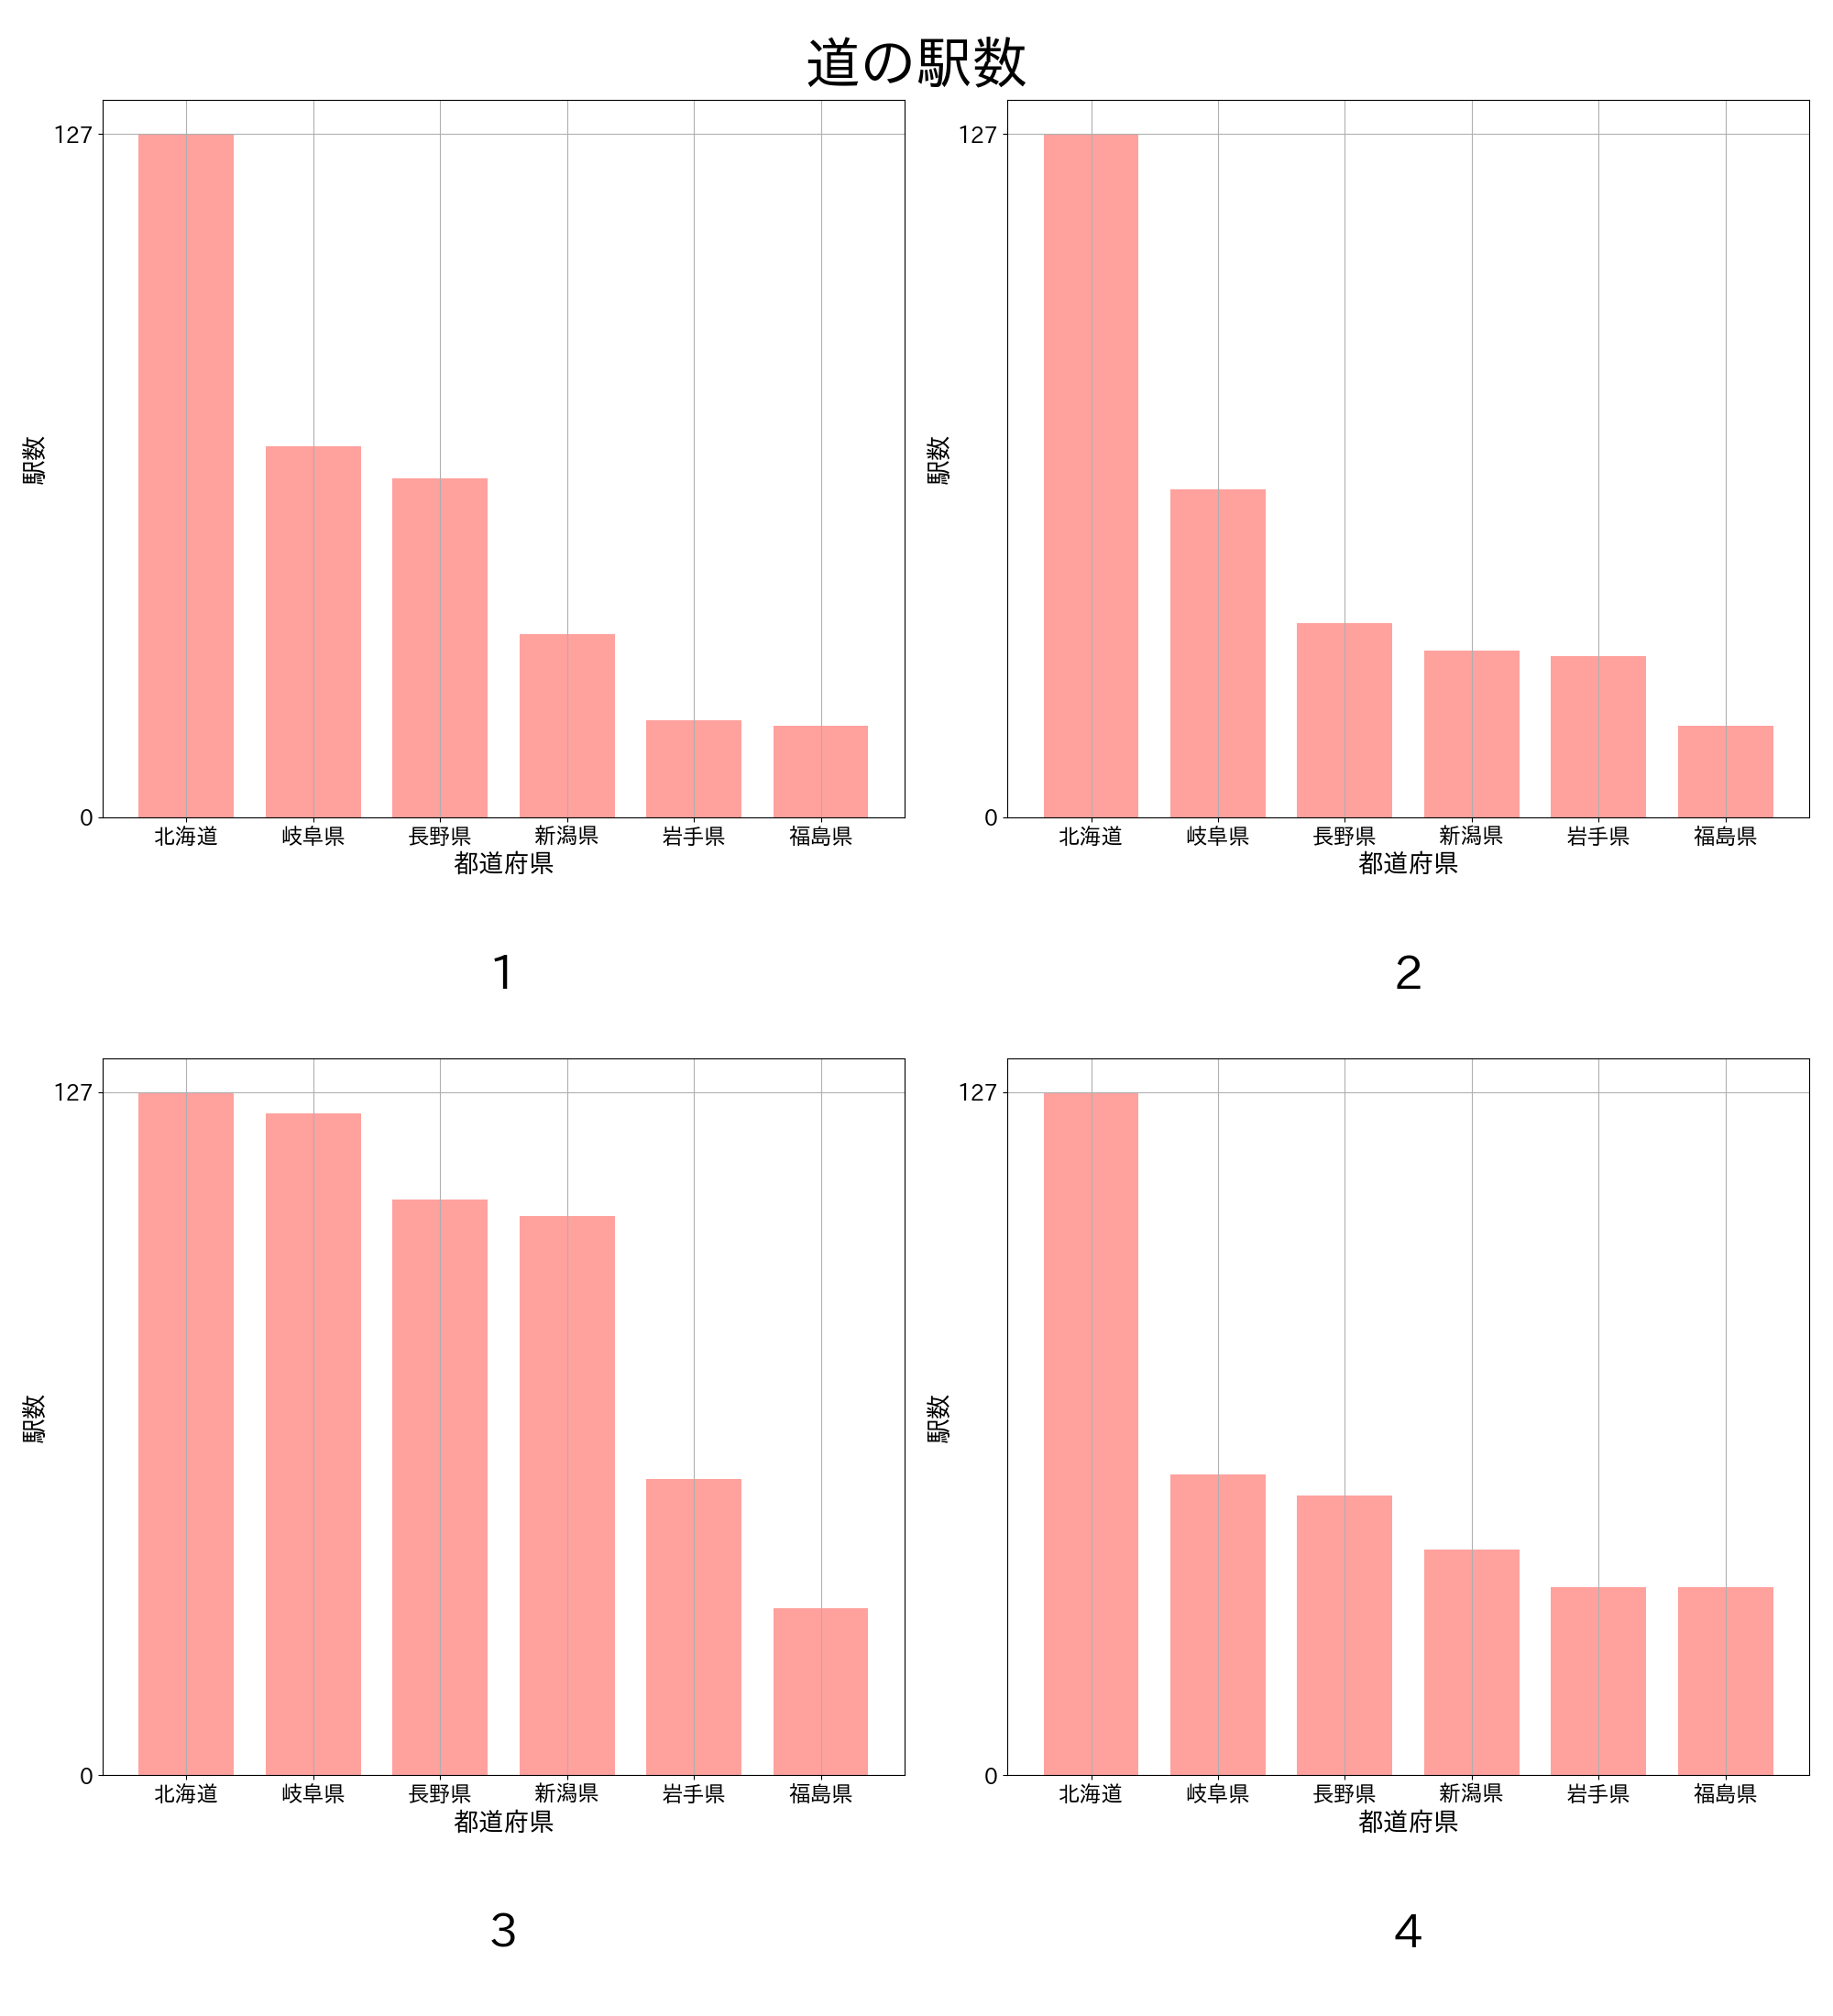 道の駅数
127
駅数
0
北海道 岐阜県 長野県 新潟県 岩手県 福島県
都道府県
1
127
駅数
0
北海道 岐阜県 長野県 新潟県 岩手県 福島県
都道府県
2
127
駅数
0
北海道 岐阜県 長野県 新潟県 岩手県 福島県
都道府県
3
127
駅数
0
北海道 岐阜県 長野県 新潟県 岩手県 福島県
都道府県
4